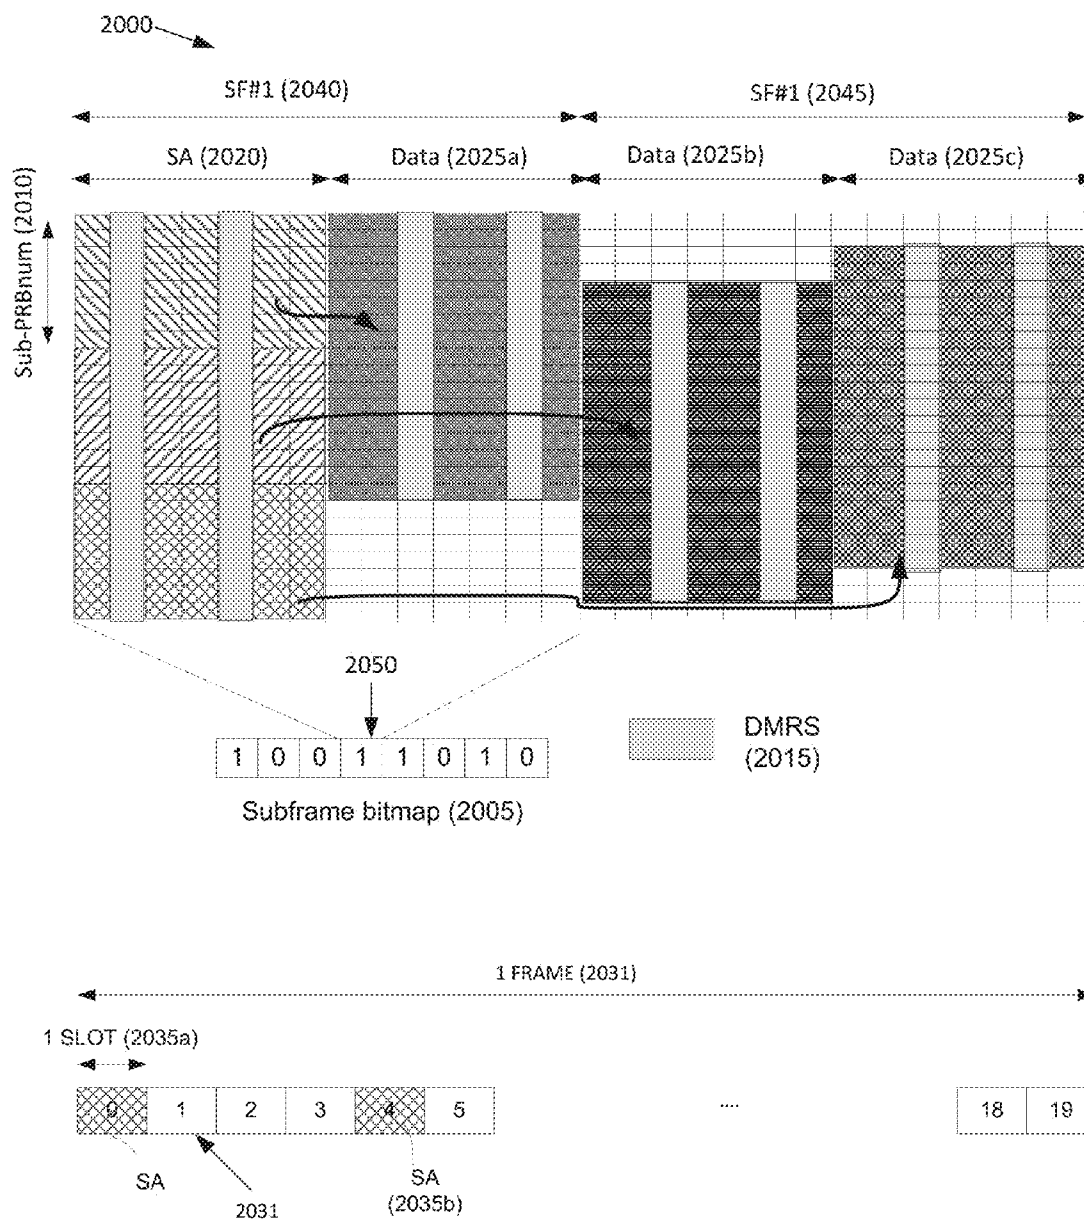 2000
SF#1 (2040)
SF#1 (2045)
SA (2020)
Data (2025a)
Data (2025b)
Data (2025c)
Sub-PRBnum (2010)
2050
1 0 0 1 1 0 1 0
Subframe bitmap (2005)
DMRS
(2015)
1 FRAME (2031)
1 SLOT (2035a)
0 1 2 3 4 5 .... 18 19
SA
2031
SA
(2035b)